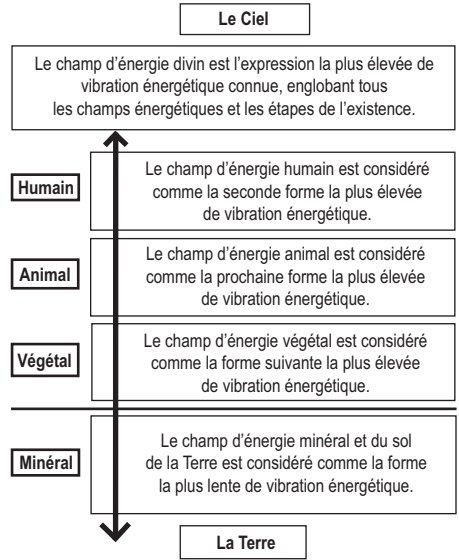 Le Ciel
Le champ d’énergie divin est l’expression la plus élevée de
vibration énergétique connue, englobant tous
les champs énergétiques et les étapes de l’existence.
Humain
Le champ d’énergie humain est considéré
comme la seconde forme la plus élevée
de vibration énergétique.
Animal
Le champ d’énergie animal est considéré
comme la prochaine forme la plus élevée
de vibration énergétique.
Végétal
Le champ d’énergie végétal est considéré
comme la forme suivante la plus élevée
de vibration énergétique.
Minéral
Le champ d’énergie minéral et du sol
de la Terre est considéré comme la forme
la plus lente de vibration énergétique.
La Terre